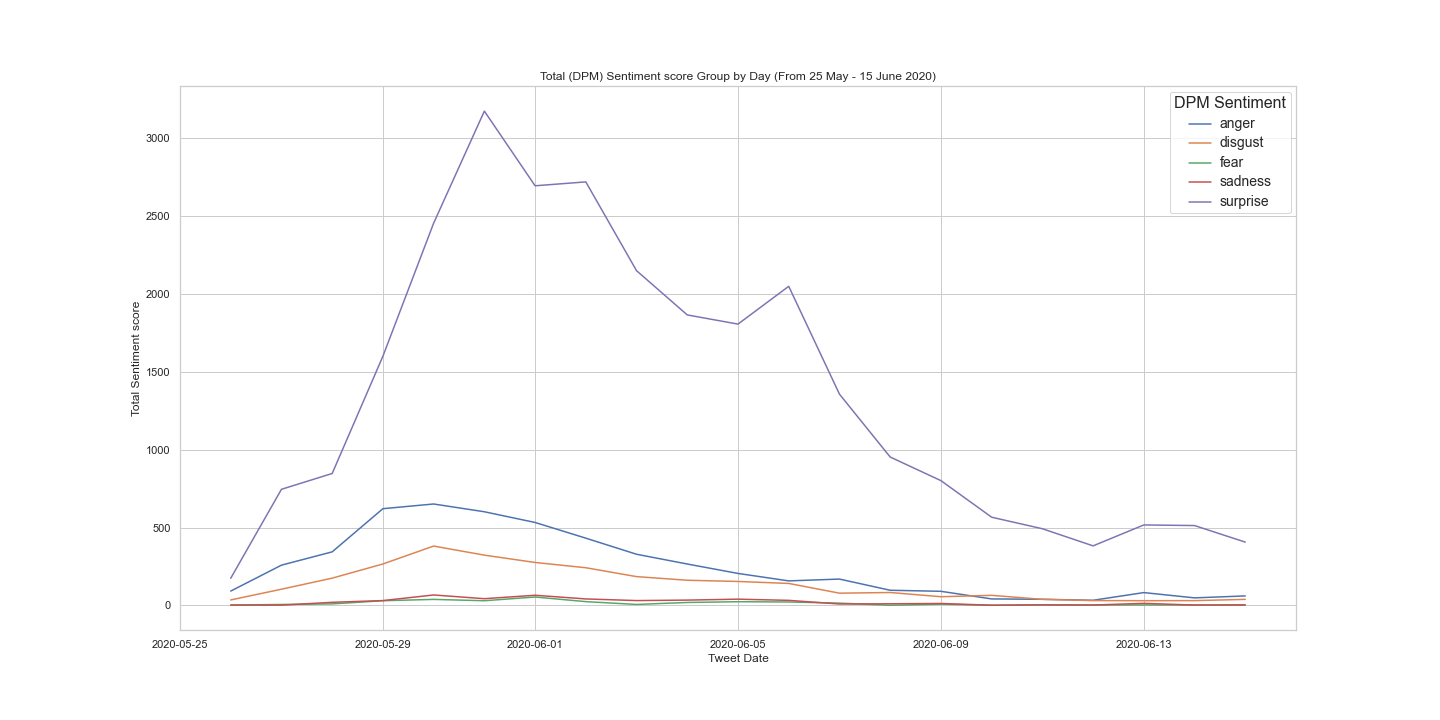 Total (DPM) Sentiment score Group by Day (From 25 May - 15 June 2020)
DPM Sentiment
anger
disgust
fear
sadness
surprise
Total Sentiment score
3000
2500
2000
1500
1000
500
0
2020-05-25 2020-05-29 2020-06-01 2020-06-05 2020-06-09 2020-06-13
Tweet Date